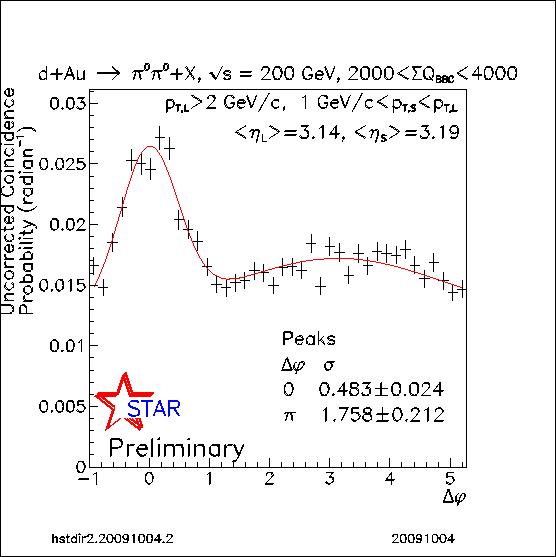 d+Au → π⁰π⁰+X, √s = 200 GeV, 2000<ΣQ_BBC<4000
p_T,L>2 GeV/c, 1 GeV/c<p_T,S<p_T,L
<η_L>=3.14, <η_S>=3.19
Uncorrected Coincidence
Probability (radian⁻¹)
0.03
0.025
0.02
0.015
0.01
0.005
0
Peaks
Δφ σ
0 0.483±0.024
π 1.758±0.212
STAR
Preliminary
-1 0 1 2 3 4 5
Δφ
hstdir2.20091004.2 20091004